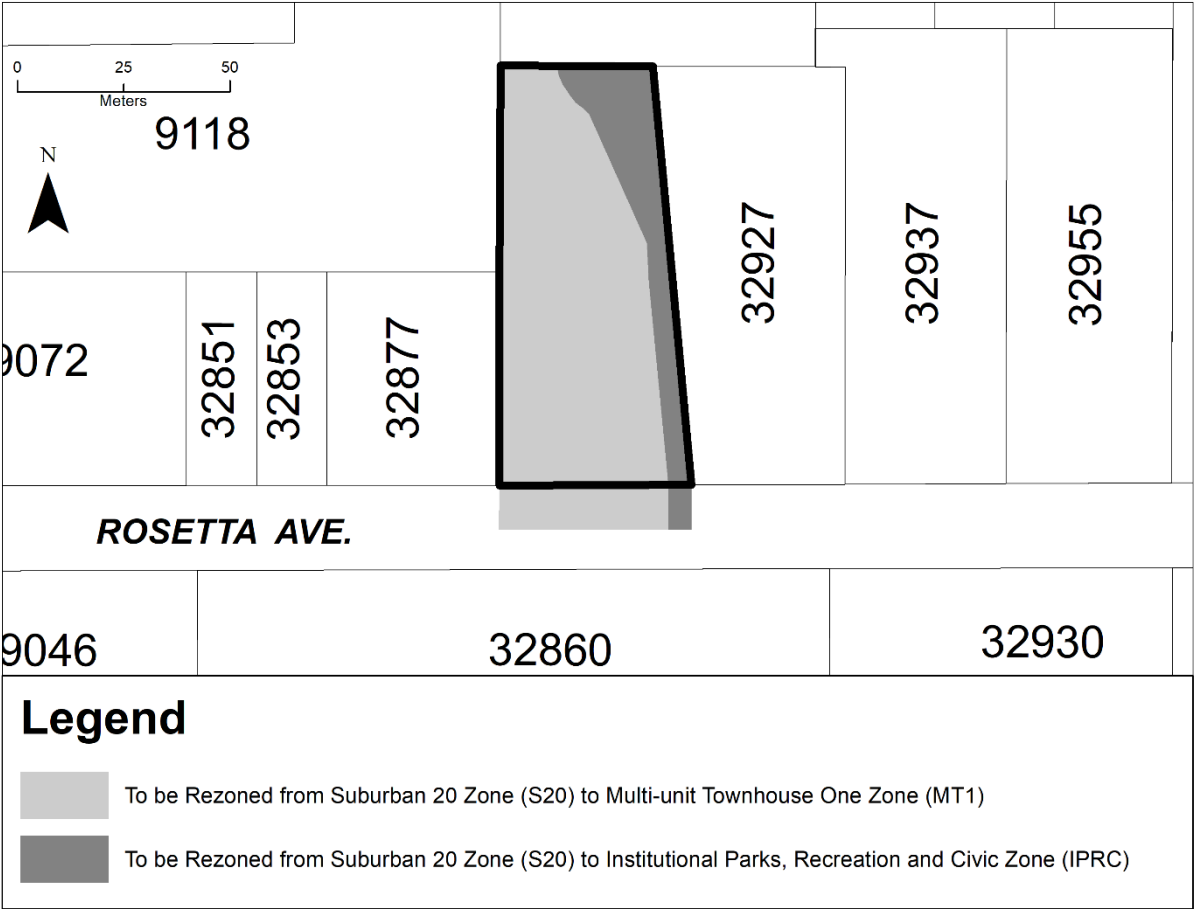 0 25 50
Meters
9118
N
32927
32937
32955
9072
32851
32853
32877
ROSETTA AVE.
9046
32860
32930
Legend
To be Rezoned from Suburban 20 Zone (S20) to Multi-unit Townhouse One Zone (MT1)
To be Rezoned from Suburban 20 Zone (S20) to Institutional Parks, Recreation and Civic Zone (IPRC)